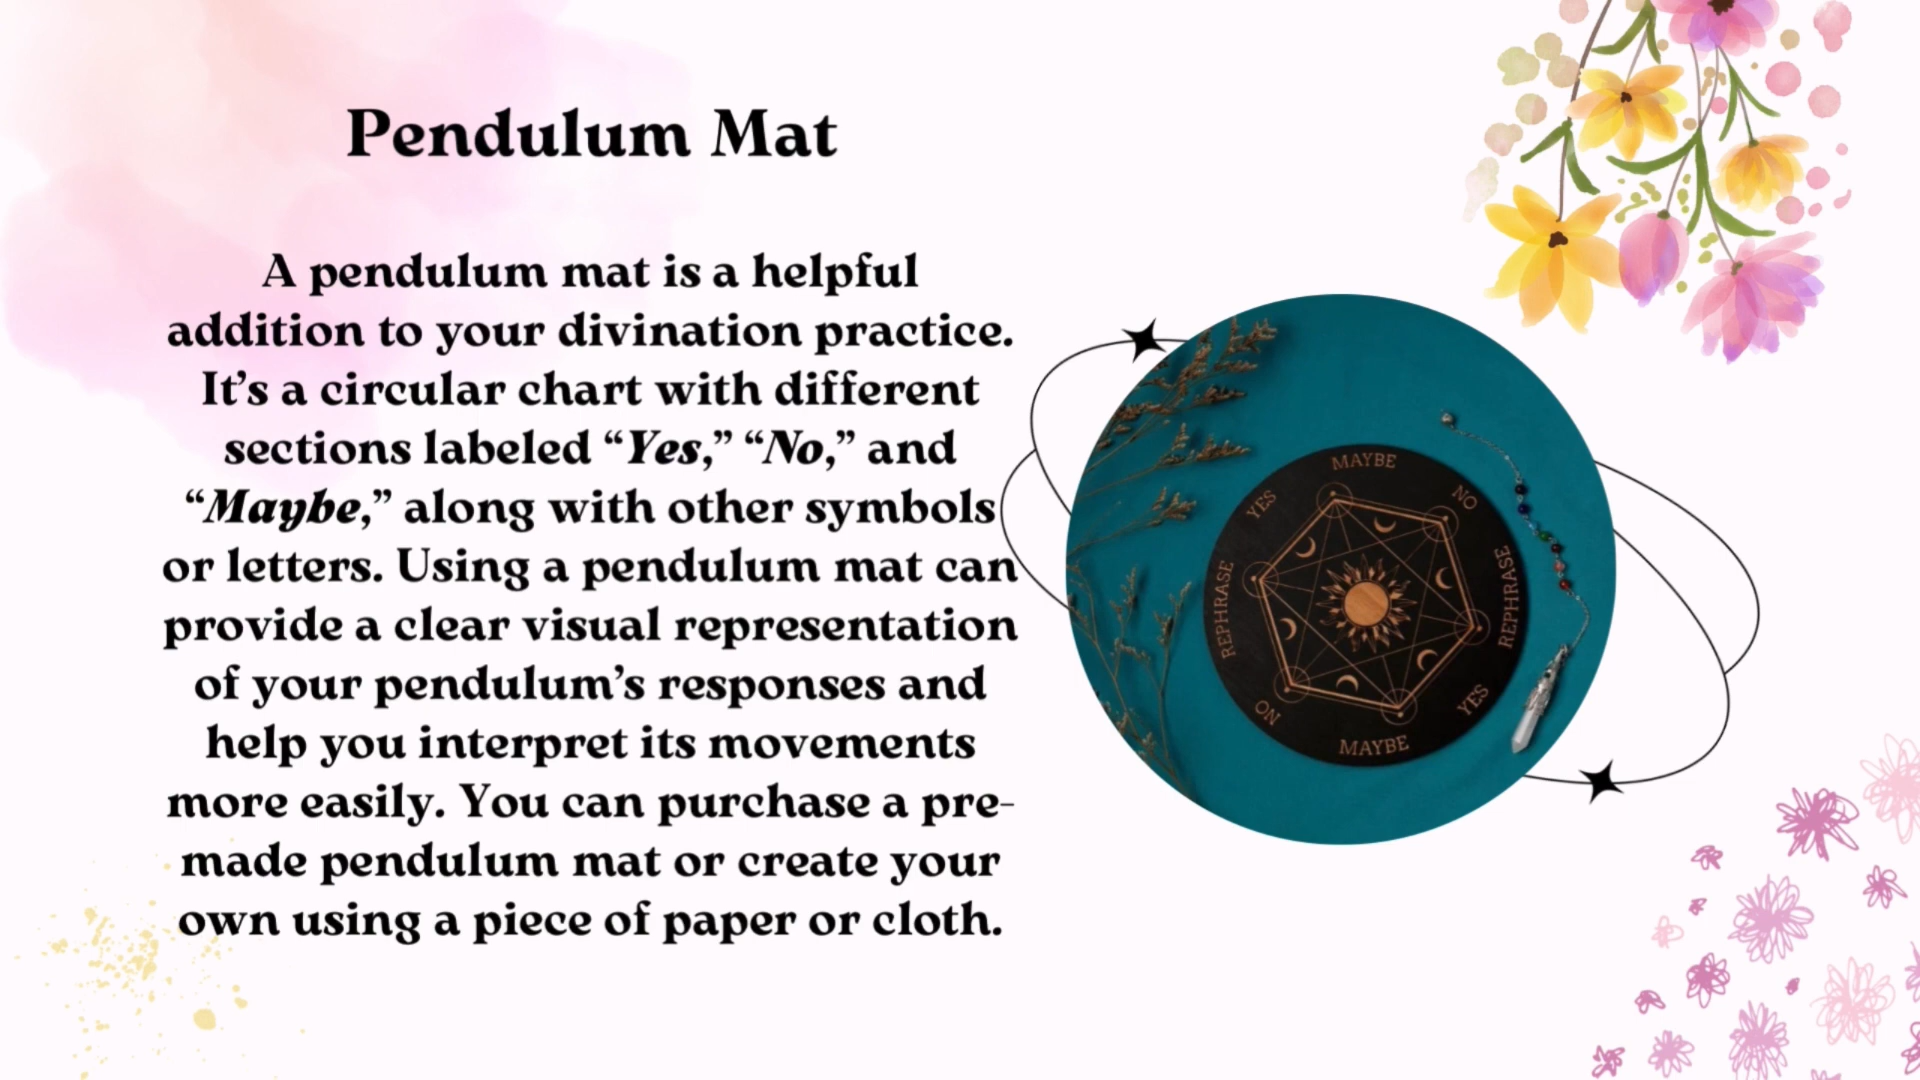 Pendulum Mat
A pendulum mat is a helpful
addition to your divination practice.
It’s a circular chart with different
sections labeled “Yes,” “No,” and
“Maybe,” along with other symbols
or letters. Using a pendulum mat can
provide a clear visual representation
of your pendulum’s responses and
help you interpret its movements
more easily. You can purchase a pre-
made pendulum mat or create your
own using a piece of paper or cloth.
MAYBE
NO
REPHRASE
YES
MAYBE
NO
REPHRASE
YES